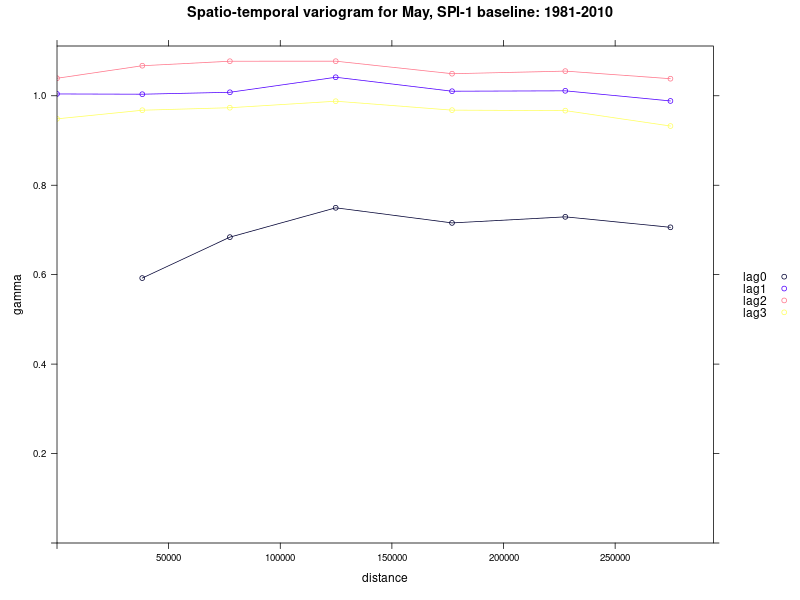 Spatio-temporal variogram for May, SPI-1 baseline: 1981-2010
1.0
0.8
0.6
0.4
0.2
gamma
50000 100000 150000 200000 250000
distance
lag0
lag1
lag2
lag3